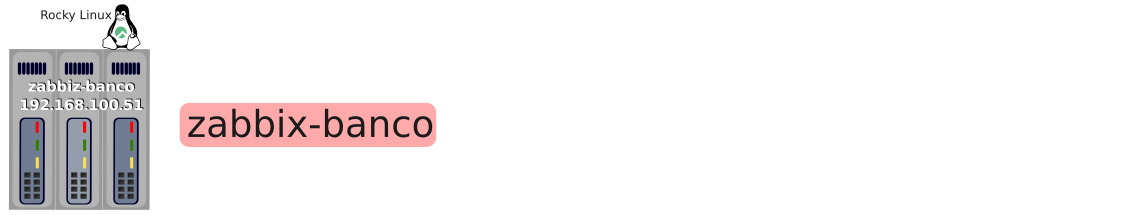 Rocky Linux
zabbiz-banco
192.168.100.51
zabbix-banco